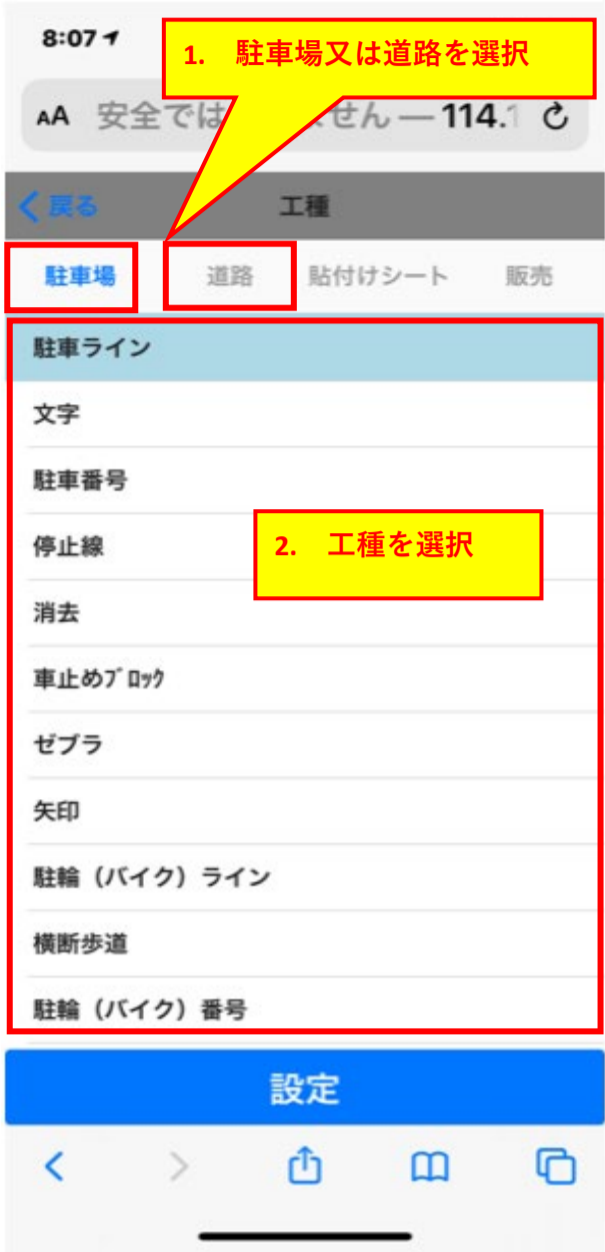 8:07
1. 駐車場又は道路を選択
AA 安全では せん — 114.1
戻る 工種
駐車場 道路 貼付けシート 販売
駐車ライン
文字
駐車番号
停止線
2. 工種を選択
消去
車止めﾌﾞﾛｯｸ
ゼブラ
矢印
駐輪（バイク）ライン
横断歩道
駐輪（バイク）番号
設定